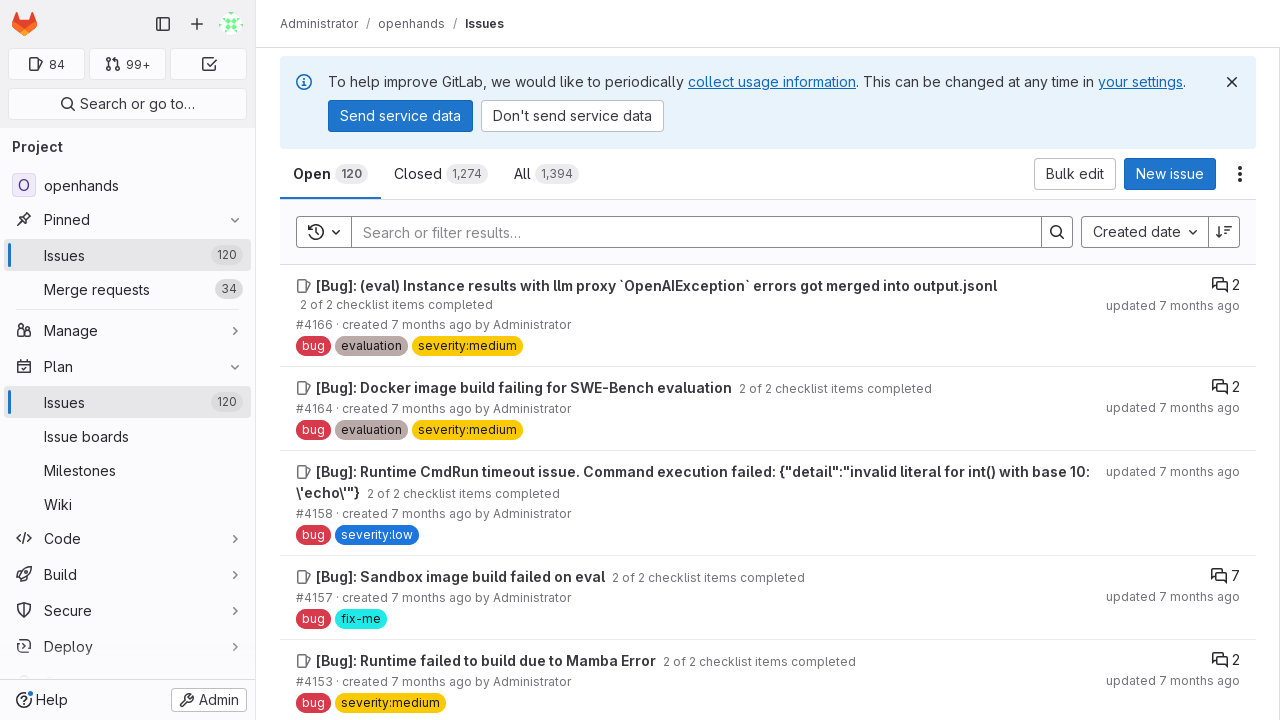 84
99+
Search or go to…
Project
O openhands
Pinned
Issues 120
Merge requests 34
Manage
Plan
Issues 120
Issue boards
Milestones
Wiki
Code
Build
Secure
Deploy
Help
Admin
Administrator / openhands / Issues
To help improve GitLab, we would like to periodically collect usage information. This can be changed at any time in your settings.
Send service data Don't send service data
Open 120 Closed 1,274 All 1,394 Bulk edit New issue
Search or filter results… Created date
[Bug]: (eval) Instance results with llm proxy `OpenAIException` errors got merged into output.jsonl 2
2 of 2 checklist items completed updated 7 months ago
#4166 · created 7 months ago by Administrator
bug evaluation severity:medium
[Bug]: Docker image build failing for SWE-Bench evaluation 2 of 2 checklist items completed 2
#4164 · created 7 months ago by Administrator updated 7 months ago
bug evaluation severity:medium
[Bug]: Runtime CmdRun timeout issue. Command execution failed: {"detail":"invalid literal for int() with base 10: updated 7 months ago
\'echo\'"} 2 of 2 checklist items completed
#4158 · created 7 months ago by Administrator
bug severity:low
[Bug]: Sandbox image build failed on eval 2 of 2 checklist items completed 7
#4157 · created 7 months ago by Administrator updated 7 months ago
bug fix-me
[Bug]: Runtime failed to build due to Mamba Error 2 of 2 checklist items completed 2
#4153 · created 7 months ago by Administrator updated 7 months ago
bug severity:medium